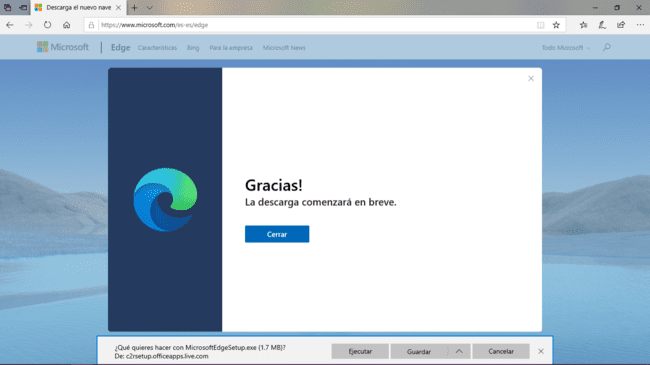 Descarga el nuevo nave
https://www.microsoft.com/es-es/edge
Microsoft Edge Características Bing Para la empresa Microsoft News Todo Microsoft
Gracias!
La descarga comenzará en breve.
Cerrar
¿Qué quieres hacer con MicrosoftEdgeSetup.exe (1.7 MB)?
De: c2rsetup.officeapps.live.com
Ejecutar Guardar Cancelar